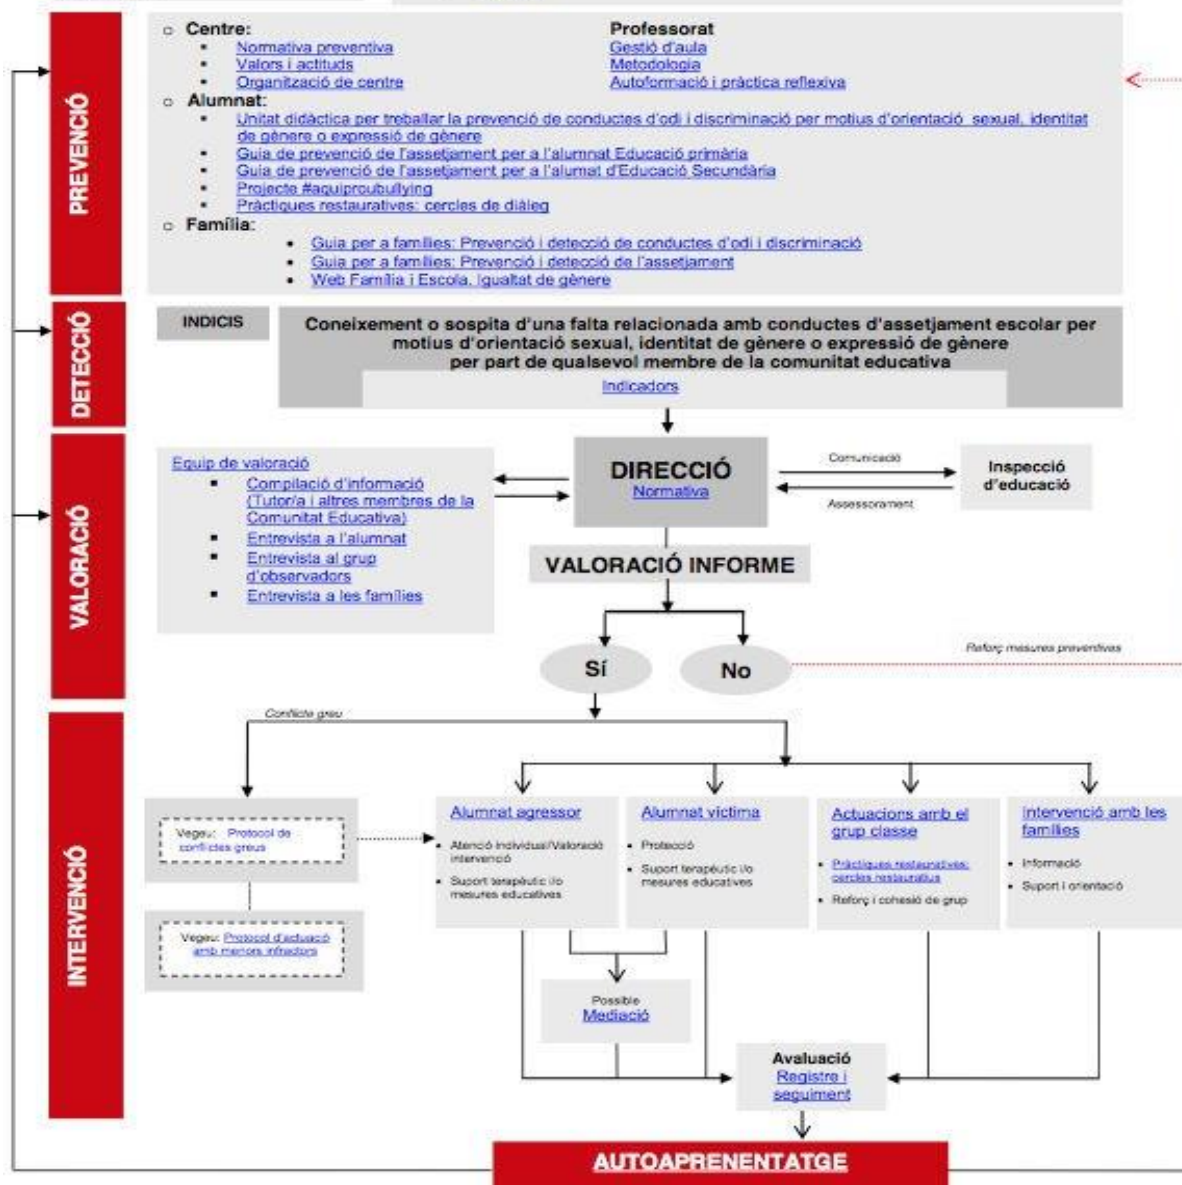 PREVENCIÓ
Centre:
Normativa preventiva
Valors i actituds
Organització de centre
Professorat
Gestió d'aula
Metodologia
Autoformació i pràctica reflexiva
Alumnat:
Unitat didàctica per treballar la prevenció de conductes d'odi i discriminació per motius d'orientació sexual, identitat
de gènere o expressió de gènere
Guia de prevenció de l'assetjament per a l'alumnat Educació primària
Guia de prevenció de l'assetjament per a l'alumat d'Educació Secundària
Projecte #aquiproubullying
Pràctiques restauratives: cercles de diàleg
Família:
Guia per a famílies: Prevenció i detecció de conductes d'odi i discriminació
Guia per a famílies: Prevenció i detecció de l'assetjament
Web Família i Escola. Igualtat de gènere
DETECCIÓ
INDICIS
Coneixement o sospita d'una falta relacionada amb conductes d'assetjament escolar per
motius d'orientació sexual, identitat de gènere o expressió de gènere
per part de qualsevol membre de la comunitat educativa
Indicadors
VALORACIÓ
Equip de valoració
Compilació d'informació
(Tutor/a i altres membres de la
Comunitat Educativa)
Entrevista a l'alumnat
Entrevista al grup
d'observadors
Entrevista a les famílies
DIRECCIÓ
Normativa
Comunicació
Assessorament
Inspecció
d'educació
VALORACIÓ INFORME
Sí
No
Reforç mesures preventives
INTERVENCIÓ
Conflicte greu
Vegeu: Protocol de
conflictes greus
Vegeu: Protocol d'actuació
amb menors infractors
Alumnat agressor
Atenció individual/Valoració
intervenció
Suport terapèutic i/o
mesures educatives
Alumnat víctima
Protecció
Suport terapèutic i/o
mesures educatives
Actuacions amb el
grup classe
Pràctiques restauratives:
cercles restauratius
Reforç i cohesió de grup
Intervenció amb les
famílies
Informació
Suport i orientació
Possible
Mediació
Avaluació
Registre i
seguiment
AUTOAPRENENTATGE